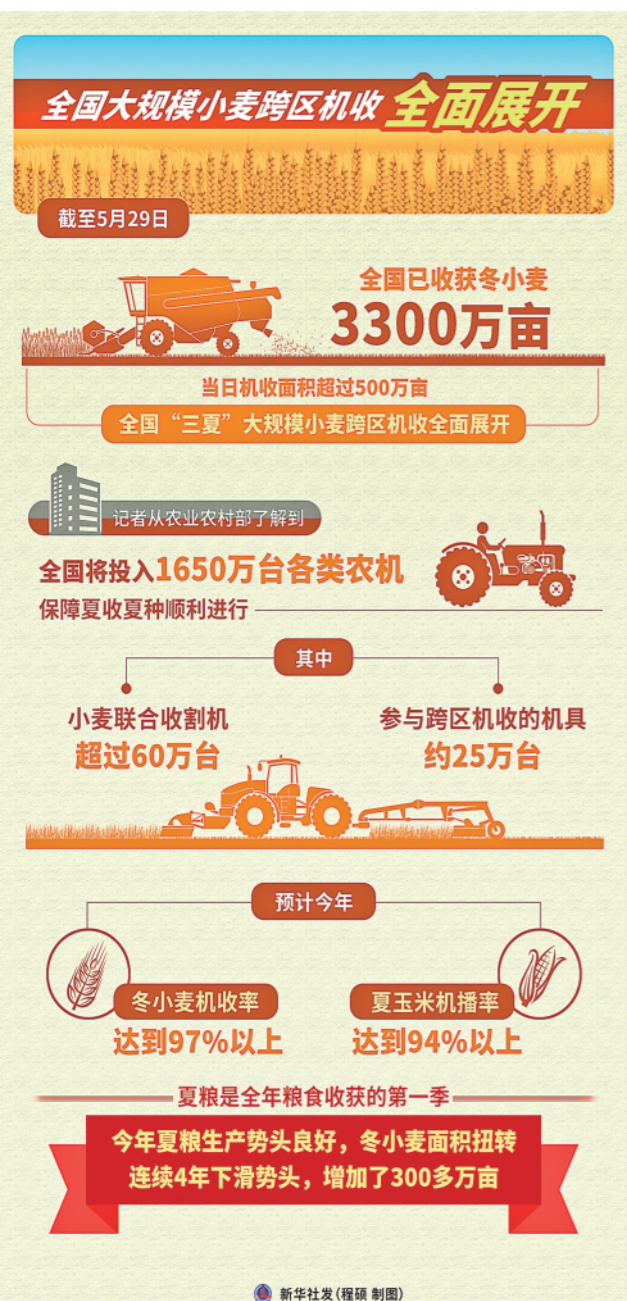 全国大规模小麦跨区机收 全面展开
截至5月29日
全国已收获冬小麦
3300万亩
当日机收面积超过500万亩
全国“三夏”大规模小麦跨区机收全面展开
记者从农业农村部了解到
全国将投入1650万台各类农机
保障夏收夏种顺利进行
其中
小麦联合收割机
超过60万台
参与跨区机收的机具
约25万台
预计今年
冬小麦机收率
达到97%以上
夏玉米机播率
达到94%以上
夏粮是全年粮食收获的第一季
今年夏粮生产势头良好，冬小麦面积扭转
连续4年下滑势头，增加了300多万亩
新华社发（程硕 制图）